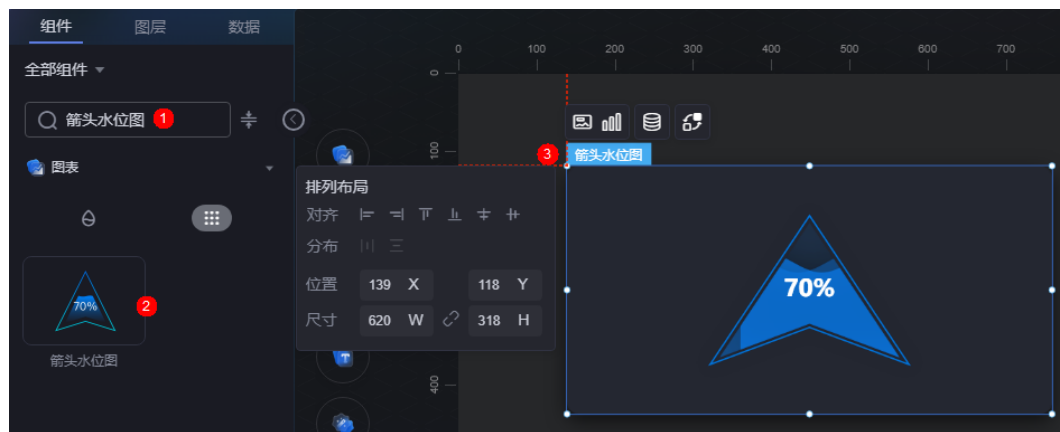 组件 图层 数据
全部组件
箭头水位图 1
图表
70%
2
箭头水位图
0 100 200 300 400 500 600 700
0
100
400
T
排列布局
对齐
分布
位置 139 X 118 Y
尺寸 620 W 318 H
3 箭头水位图
70%